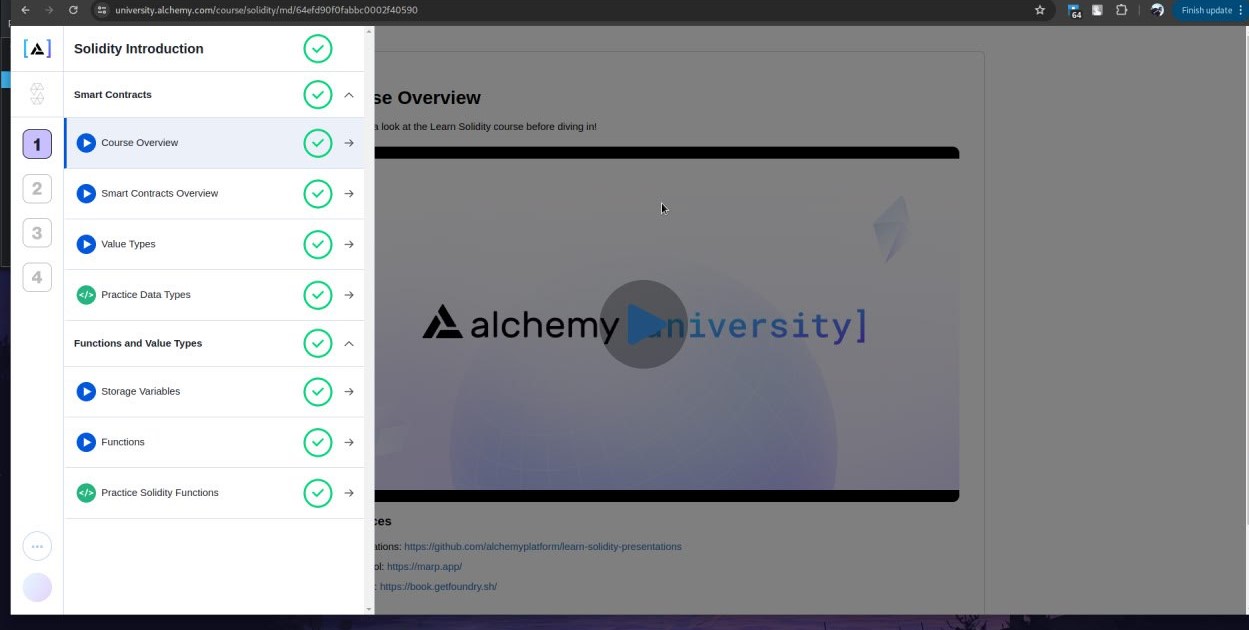 university.alchemy.com/course/solidity/md/64efd90f0fabbc0002f40590
64
Finish update
[A]
Solidity Introduction
Smart Contracts
1
Course Overview
2
Smart Contracts Overview
3
Value Types
4
</> Practice Data Types
Functions and Value Types
Storage Variables
Functions
</> Practice Solidity Functions
se Overview
a look at the Learn Solidity course before diving in!
alchemy university]
ces
ations: https://github.com/alchemyplatform/learn-solidity-presentations
ol: https://marp.app/
: https://book.getfoundry.sh/